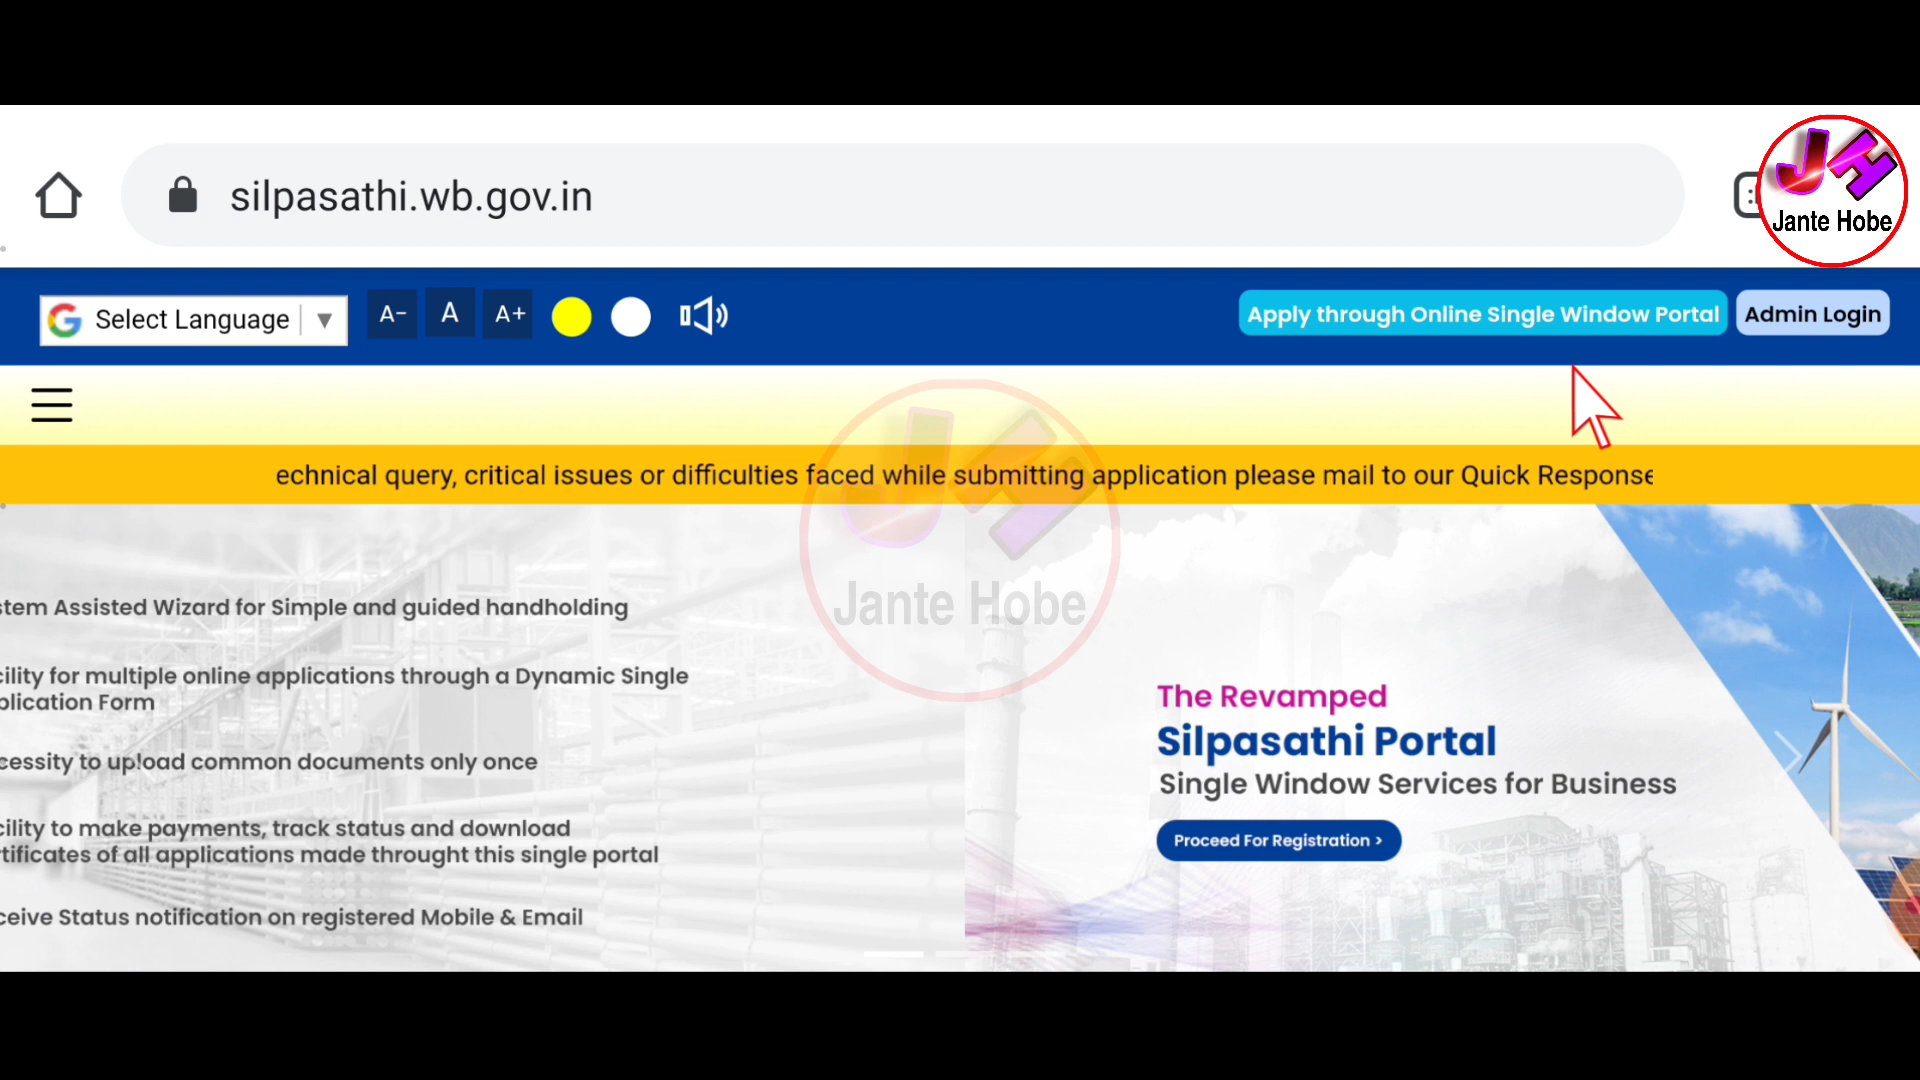 silpasathi.wb.gov.in
JH
Jante Hobe
Select Language ▼
A- A A+
Apply through Online Single Window Portal
Admin Login
echnical query, critical issues or difficulties faced while submitting application please mail to our Quick Response
JH
Jante Hobe
stem Assisted Wizard for Simple and guided handholding
cility for multiple online applications through a Dynamic Single
plication Form
cessity to upload common documents only once
cility to make payments, track status and download
rtificates of all applications made throught this single portal
ceive Status notification on registered Mobile & Email
The Revamped
Silpasathi Portal
Single Window Services for Business
Proceed For Registration >